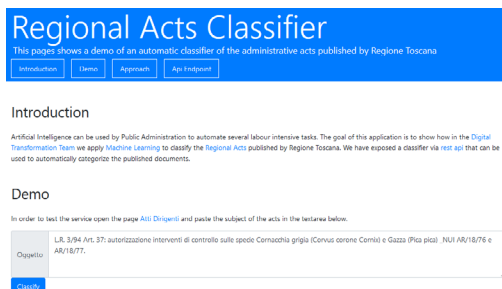 Regional Acts Classifier
This pages shows a demo of an automatic classifier of the administrative acts published by Regione Toscana
Introduction Demo Approach Api Endpoint
Introduction
Artificial Intelligence can be used by Public Administration to automate several labour intensive tasks. The goal of this application is to show how in the Digital
Transformation Team we apply Machine Learning to classify the Regional Acts published by Regione Toscana. We have exposed a classifier via rest api that can be
used to automatically categorize the published documents.
Demo
In order to test the service open the page Atti Dirigenti and paste the subject of the acts in the textarea below.
L.R. 3/94 Art. 37: autorizzazione interventi di controllo sulle spede Cornacchia grigia (Corvus corone Cornix) e Gazza (Pica pica) _NUI AR/18/76 e
Oggetto
AR/18/77.
Classify